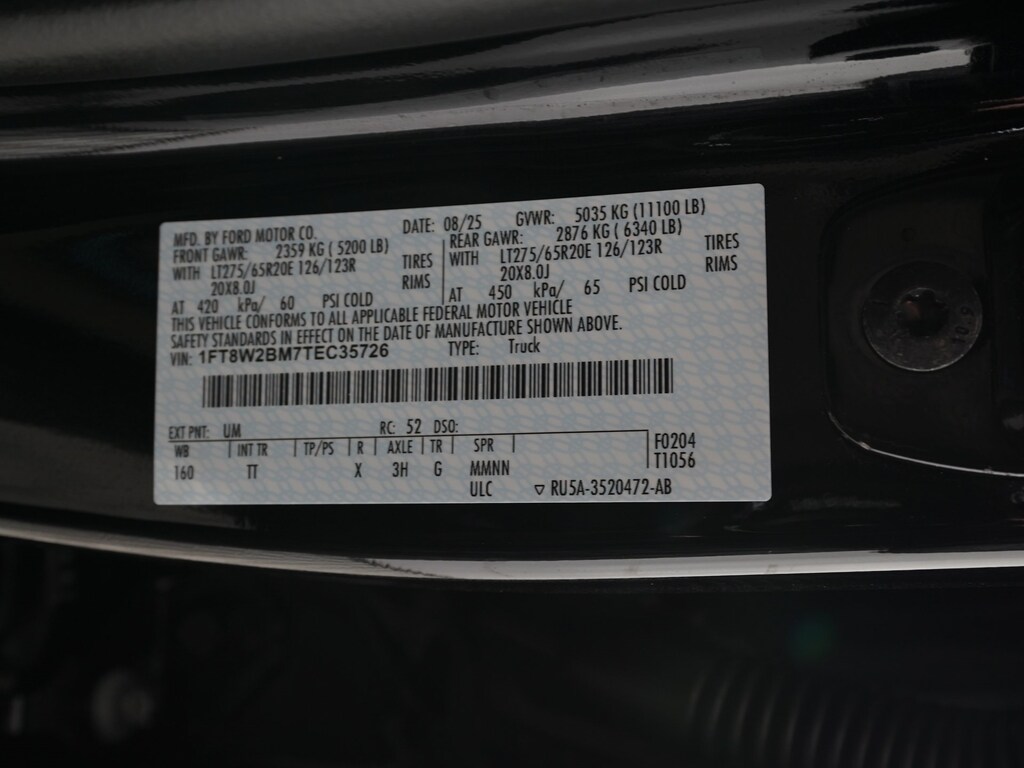 MFD. BY FORD MOTOR CO. DATE: 08/25 GVWR: 5035 KG (11100 LB)
FRONT GAWR: 2359 KG ( 5200 LB) REAR GAWR: 2876 KG ( 6340 LB)
WITH LT275/65R20E 126/123R TIRES WITH LT275/65R20E 126/123R TIRES
20X8.0J RIMS 20X8.0J RIMS
AT 420 kPa/ 60 PSI COLD AT 450 kPa/ 65 PSI COLD
THIS VEHICLE CONFORMS TO ALL APPLICABLE FEDERAL MOTOR VEHICLE
SAFETY STANDARDS IN EFFECT ON THE DATE OF MANUFACTURE SHOWN ABOVE.
VIN: 1FT8W2BM7TEC35726 TYPE: Truck
EXT PNT: UM RC: 52 DSO:
WB INT TR TP/PS R AXLE TR SPR F0204
160 TT X 3H G MMNN T1056
ULC RU5A-3520472-AB